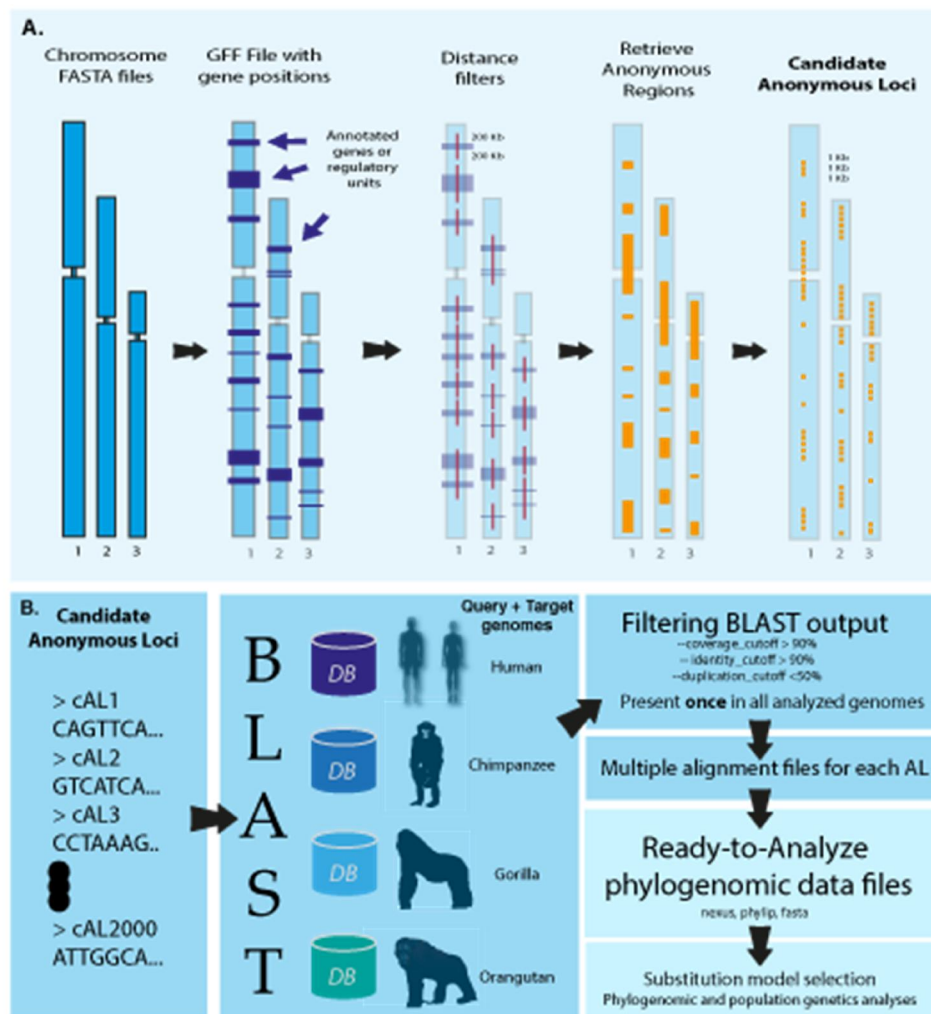 A.
Chromosome
FASTA files
GFF File with
gene positions
Distance
filters
Retrieve
Anonymous
Regions
Candidate
Anonymous Loci
Annotated
genes or
regulatory
units
200 Kb
200 Kb
1 Kb
1 Kb
1 Kb
1 2 3
1 2 3
1 2 3
1 2 3
1 2 3
B.
Candidate
Anonymous Loci
> cAL1
CAGTTCA...
> cAL2
GTCATCA...
> cAL3
CCTAAAG..
> cAL2000
ATTGGCA...
B
L
A
S
T
Query + Target
genomes
DB
Human
DB
Chimpanzee
DB
Gorilla
DB
Orangutan
Filtering BLAST output
--coverage_cutoff > 90%
-- identity_cutoff > 90%
--duplication_cutoff <50%
Present once in all analyzed genomes
Multiple alignment files for each AL
Ready-to-Analyze
phylogenomic data files
nexus, phylip, fasta
Substitution model selection
Phylogenomic and population genetics analyses